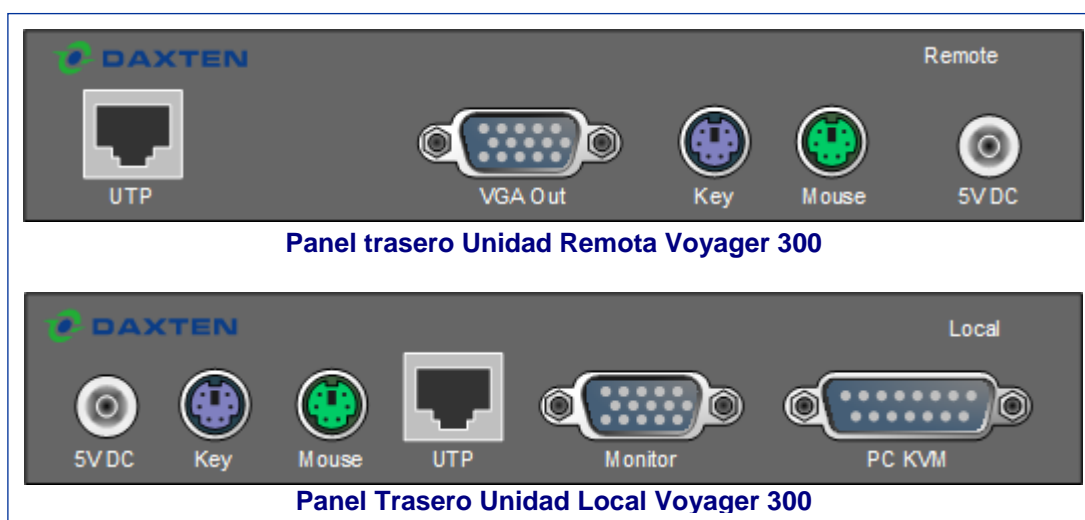 DAXTEN
Remote
UTP
VGA Out
Key
Mouse
5V DC
Panel trasero Unidad Remota Voyager 300
DAXTEN
Local
5V DC
Key
Mouse
UTP
Monitor
PC KVM
Panel Trasero Unidad Local Voyager 300